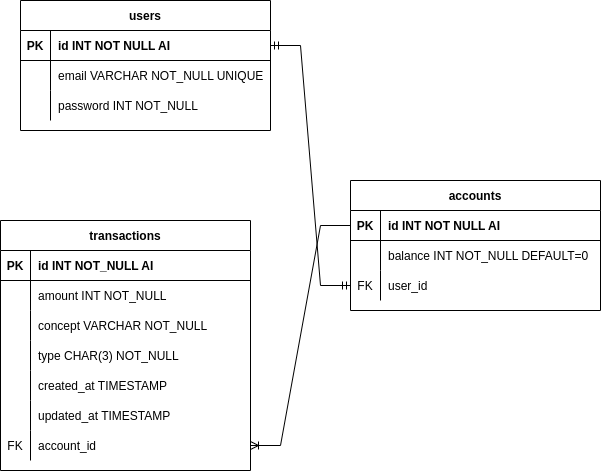 users
PK id INT NOT NULL AI
email VARCHAR NOT_NULL UNIQUE
password INT NOT_NULL
accounts
PK id INT NOT NULL AI
balance INT NOT_NULL DEFAULT=0
FK user_id
transactions
PK id INT NOT_NULL AI
amount INT NOT_NULL
concept VARCHAR NOT_NULL
type CHAR(3) NOT_NULL
created_at TIMESTAMP
updated_at TIMESTAMP
FK account_id